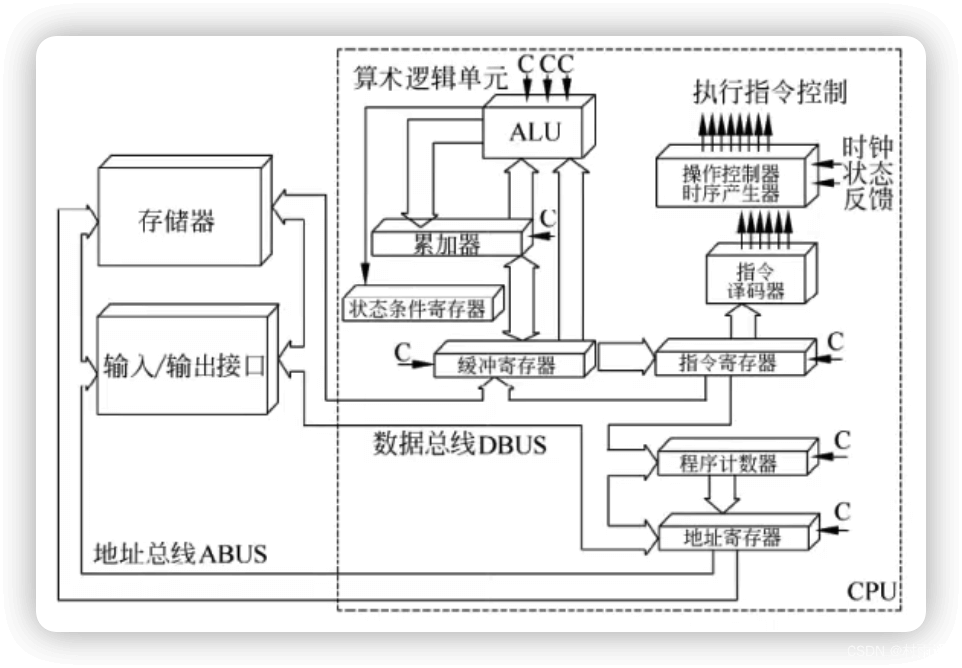 算术逻辑单元
C CC
ALU
执行指令控制
操作控制器
时序产生器
时钟
状态
反馈
存储器
C
累加器
指令
译码器
状态条件寄存器
输入/输出接口
C
缓冲寄存器
指令寄存器
C
数据总线DBUS
程序计数器
C
地址寄存器
C
地址总线ABUS
CPU